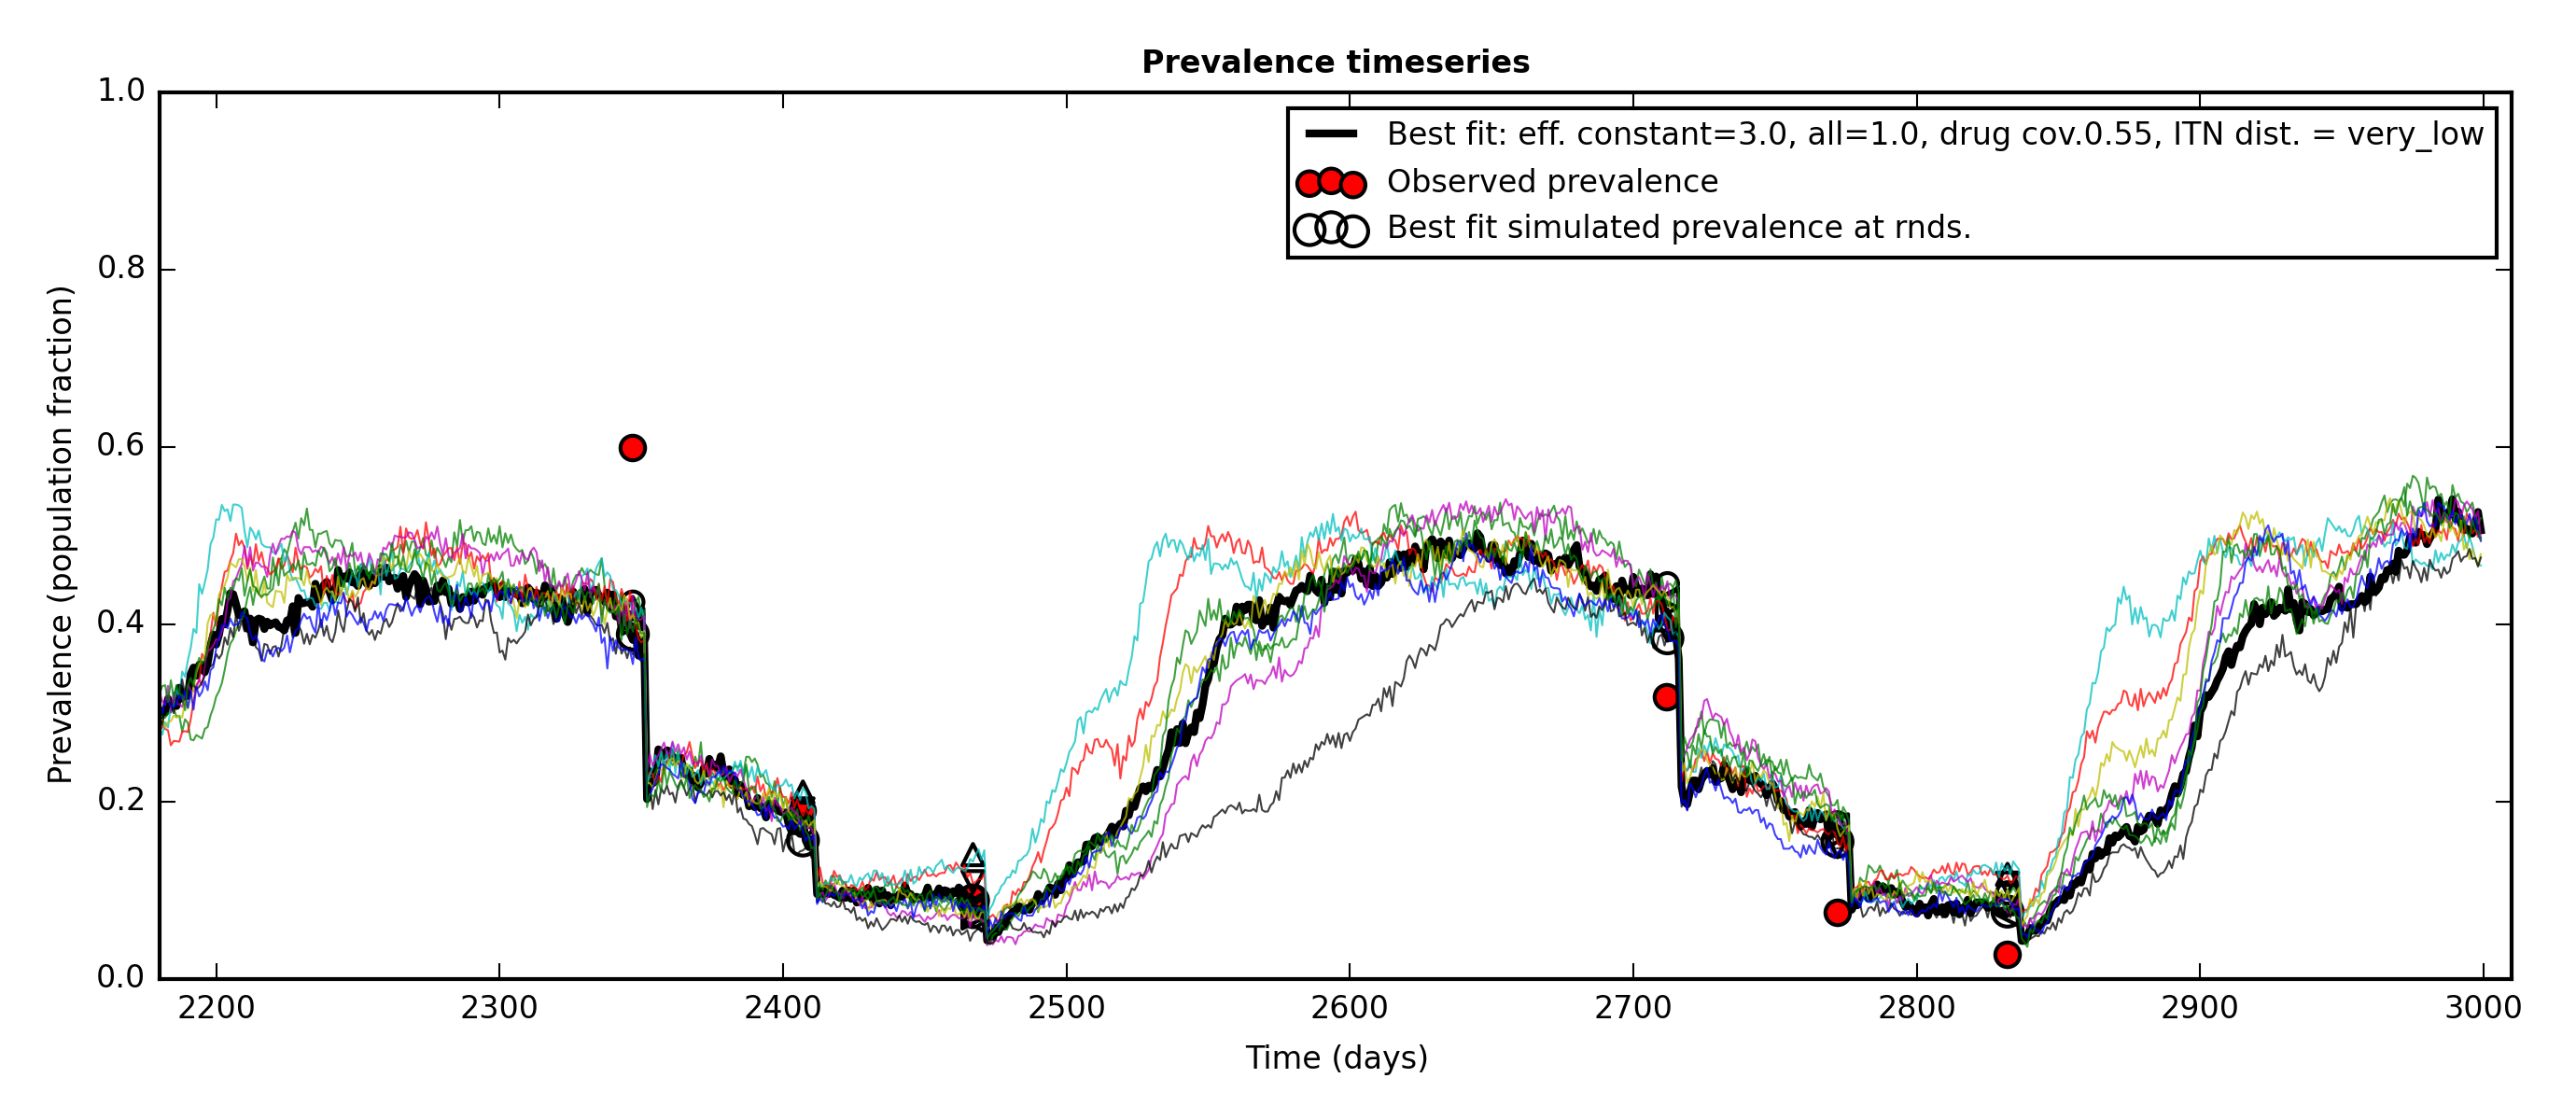 Prevalence timeseries
1.0
0.8
0.6
0.4
0.2
0.0
Prevalence (population fraction)
Best fit: eff. constant=3.0, all=1.0, drug cov.0.55, ITN dist. = very_low
Observed prevalence
Best fit simulated prevalence at rnds.
2200 2300 2400 2500 2600 2700 2800 2900 3000
Time (days)